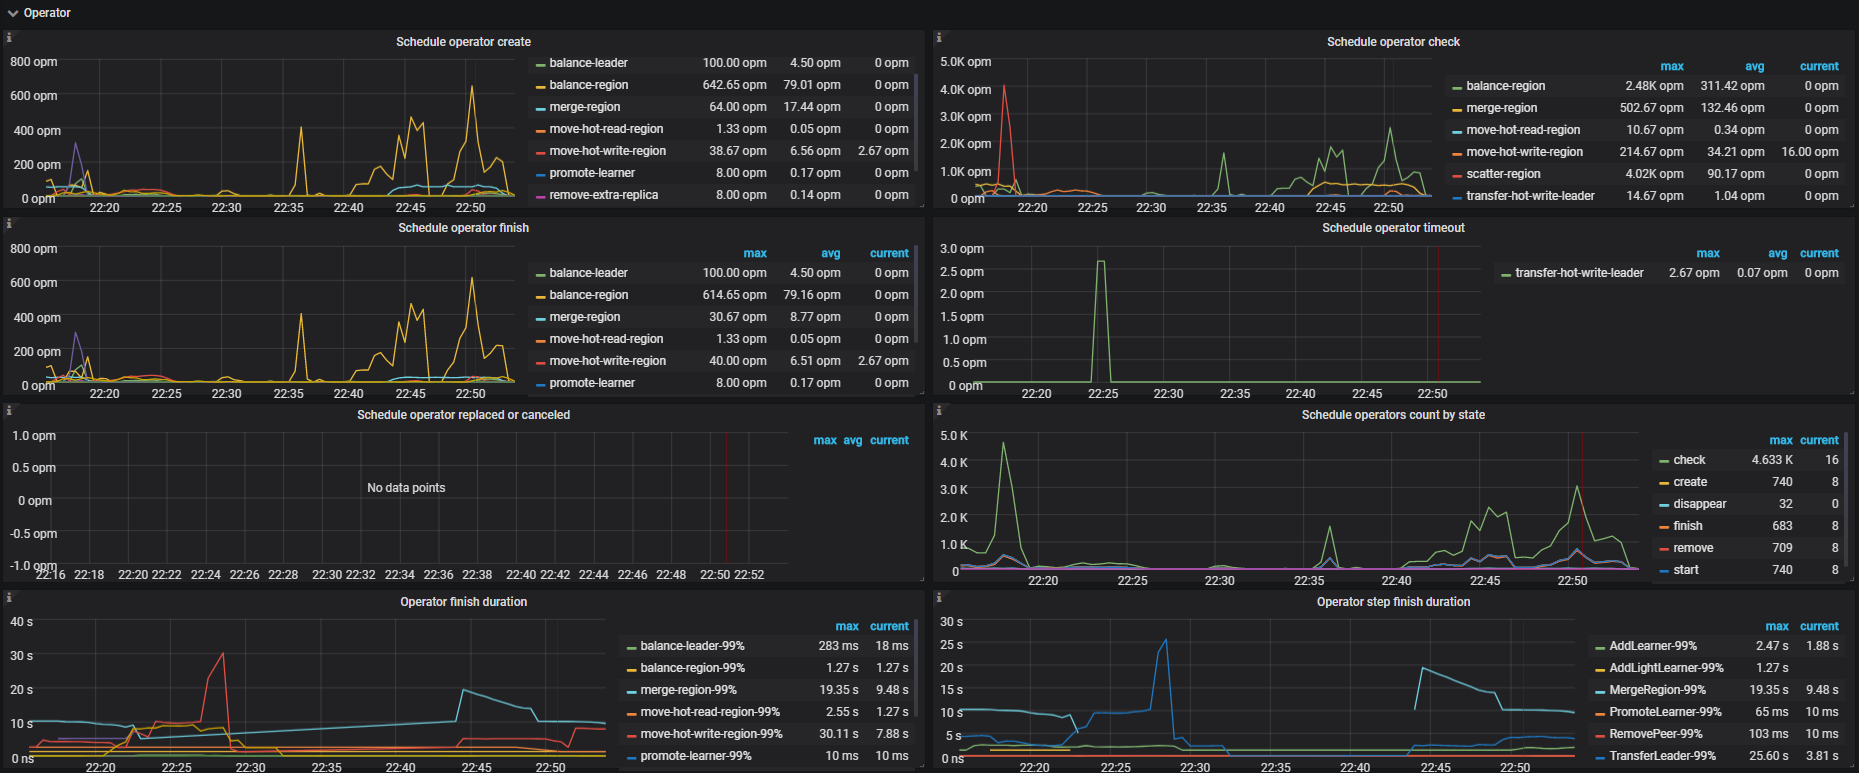 Operator
Schedule operator create
800 opm
600 opm
400 opm
200 opm
0 opm
22:20 22:25 22:30 22:35 22:40 22:45 22:50
balance-leader 100.00 opm 4.50 opm 0 opm
balance-region 642.65 opm 79.01 opm 0 opm
merge-region 64.00 opm 17.44 opm 0 opm
move-hot-read-region 1.33 opm 0.05 opm 0 opm
move-hot-write-region 38.67 opm 6.56 opm 2.67 opm
promote-learner 8.00 opm 0.17 opm 0 opm
remove-extra-replica 8.00 opm 0.14 opm 0 opm
Schedule operator check
5.0K opm
4.0K opm
3.0K opm
2.0K opm
1.0K opm
0 opm
22:20 22:25 22:30 22:35 22:40 22:45 22:50
max avg current
balance-region 2.48K opm 311.42 opm 0 opm
merge-region 502.67 opm 132.46 opm 0 opm
move-hot-read-region 10.67 opm 0.34 opm 0 opm
move-hot-write-region 214.67 opm 34.21 opm 16.00 opm
scatter-region 4.02K opm 90.17 opm 0 opm
transfer-hot-write-leader 14.67 opm 1.04 opm 0 opm
Schedule operator finish
800 opm
600 opm
400 opm
200 opm
0 opm
22:20 22:25 22:30 22:35 22:40 22:45 22:50
max avg current
balance-leader 100.00 opm 4.50 opm 0 opm
balance-region 614.65 opm 79.16 opm 0 opm
merge-region 30.67 opm 8.77 opm 0 opm
move-hot-read-region 1.33 opm 0.05 opm 0 opm
move-hot-write-region 40.00 opm 6.51 opm 2.67 opm
promote-learner 8.00 opm 0.17 opm 0 opm
Schedule operator timeout
3.0 opm
2.5 opm
2.0 opm
1.5 opm
1.0 opm
0.5 opm
0 opm
22:20 22:25 22:30 22:35 22:40 22:45 22:50
max avg current
transfer-hot-write-leader 2.67 opm 0.07 opm 0 opm
Schedule operator replaced or canceled
1.0 opm
0.5 opm
0 opm
-0.5 opm
-1.0 opm
No data points
22:16 22:18 22:20 22:22 22:24 22:26 22:28 22:30 22:32 22:34 22:36 22:38 22:40 22:42 22:44 22:46 22:48 22:50 22:52
max avg current
Schedule operators count by state
5.0 K
4.0 K
3.0 K
2.0 K
1.0 K
0
22:20 22:25 22:30 22:35 22:40 22:45 22:50
max current
check 4.633 K 16
create 740 8
disappear 32 0
finish 683 8
remove 709 8
start 740 8
Operator finish duration
40 s
30 s
20 s
10 s
0 ns
22:20 22:25 22:30 22:35 22:40 22:45 22:50
max current
balance-leader-99% 283 ms 18 ms
balance-region-99% 1.27 s 1.27 s
merge-region-99% 19.35 s 9.48 s
move-hot-read-region-99% 2.55 s 1.27 s
move-hot-write-region-99% 30.11 s 7.88 s
promote-learner-99% 10 ms 10 ms
Operator step finish duration
30 s
25 s
20 s
15 s
10 s
5 s
0 ns
22:20 22:25 22:30 22:35 22:40 22:45 22:50
max current
AddLearner-99% 2.47 s 1.88 s
AddLightLearner-99% 1.27 s
MergeRegion-99% 19.35 s 9.48 s
PromoteLearner-99% 65 ms 10 ms
RemovePeer-99% 103 ms 10 ms
TransferLeader-99% 25.60 s 3.81 s